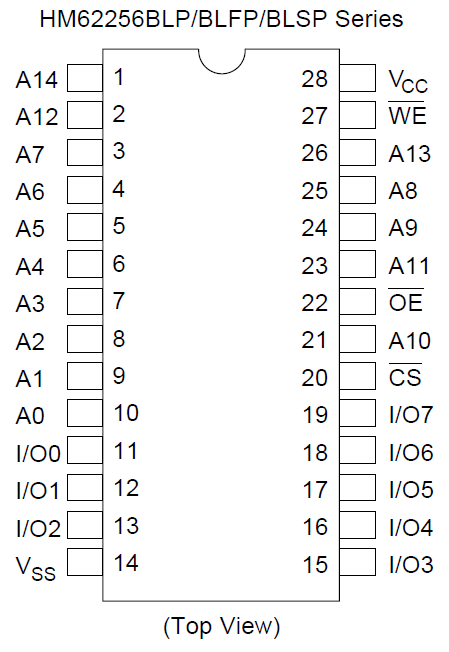 HM62256BLP/BLFP/BLSP Series
A14 1 28 VCC
A12 2 27 WE
A7 3 26 A13
A6 4 25 A8
A5 5 24 A9
A4 6 23 A11
A3 7 22 OE
A2 8 21 A10
A1 9 20 CS
A0 10 19 I/O7
I/O0 11 18 I/O6
I/O1 12 17 I/O5
I/O2 13 16 I/O4
VSS 14 15 I/O3
(Top View)